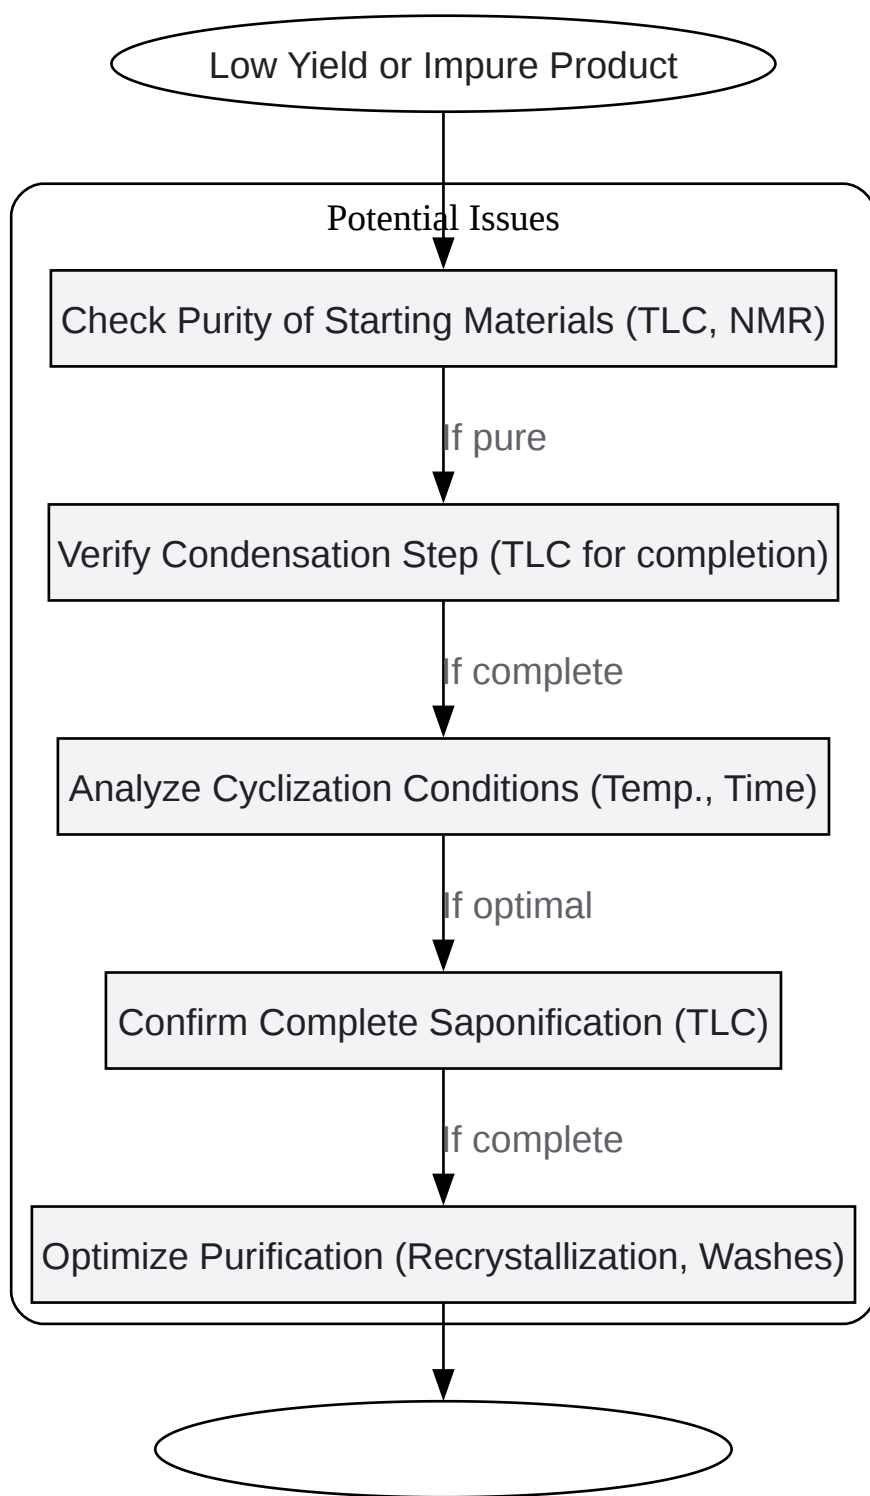 Low Yield or Impure Product
Potential Issues
Check Purity of Starting Materials (TLC, NMR)
If pure
Verify Condensation Step (TLC for completion)
If complete
Analyze Cyclization Conditions (Temp., Time)
If optimal
Confirm Complete Saponification (TLC)
If complete
Optimize Purification (Recrystallization, Washes)